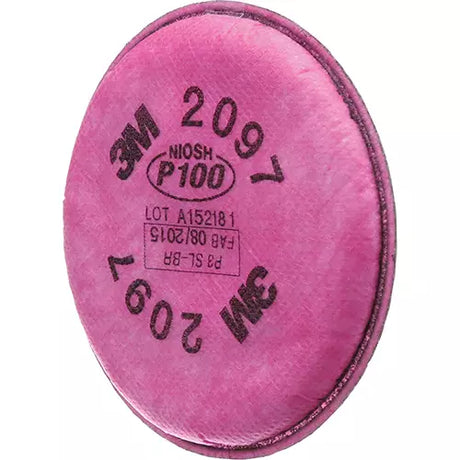 3M 2097
NIOSH
P100
LOT A152181
FAB 08/2015
P3 SL-BR
3M 2097